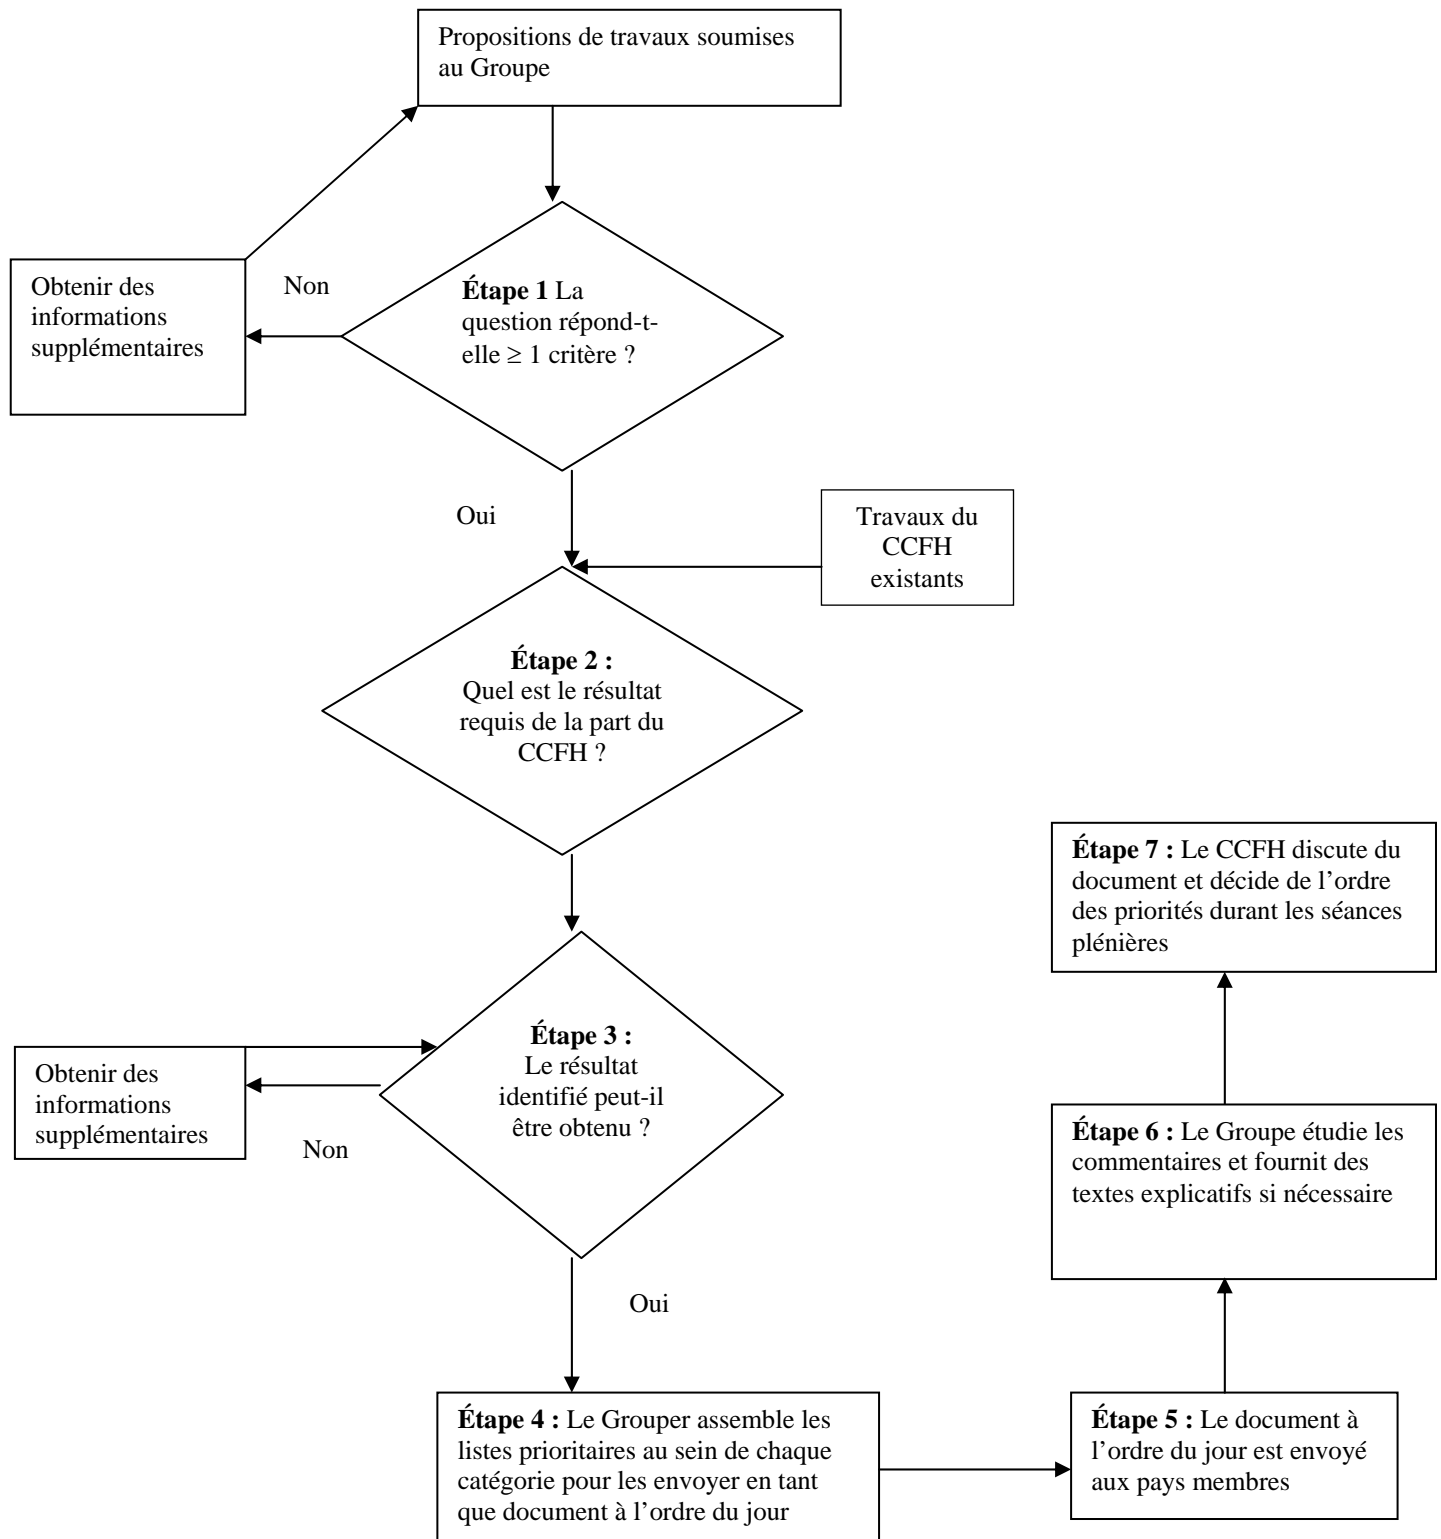 Propositions de travaux soumises
au Groupe
Obtenir des
informations
supplémentaires
Non
Étape 1 La
question répond-t-
elle ≥ 1 critère ?
Oui
Travaux du
CCFH
existants
Étape 2 :
Quel est le résultat
requis de la part du
CCFH ?
Étape 3 :
Le résultat
identifié peut-il
être obtenu ?
Obtenir des
informations
supplémentaires
Non
Oui
Étape 4 : Le Grouper assemble les
listes prioritaires au sein de chaque
catégorie pour les envoyer en tant
que document à l’ordre du jour
Étape 5 : Le document à
l’ordre du jour est envoyé
aux pays membres
Étape 6 : Le Groupe étudie les
commentaires et fournit des
textes explicatifs si nécessaire
Étape 7 : Le CCFH discute du
document et décide de l’ordre
des priorités durant les séances
plénières